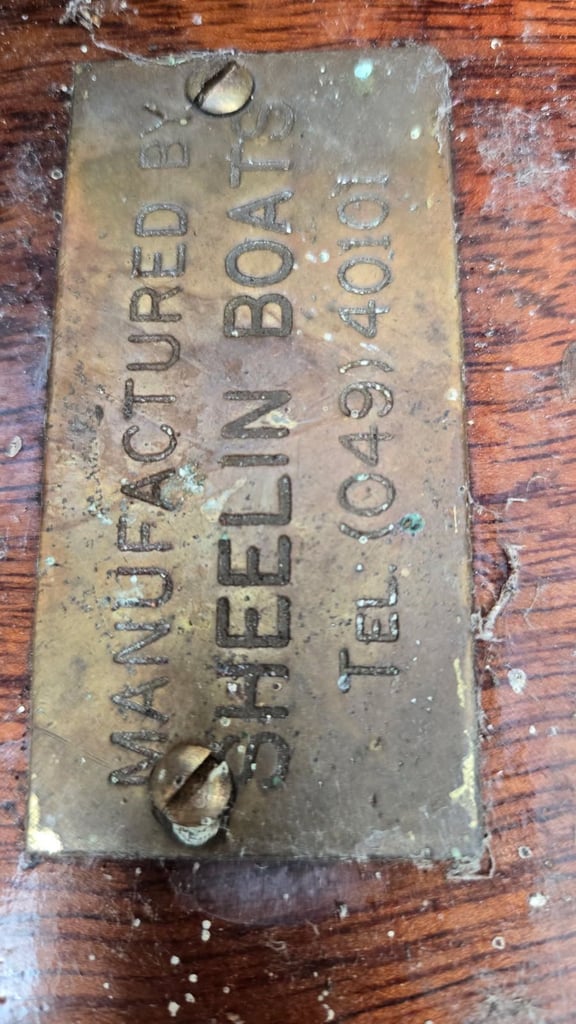 MANUFACTURED BY
SHEELIN BOATS
TEL: (049) 40101